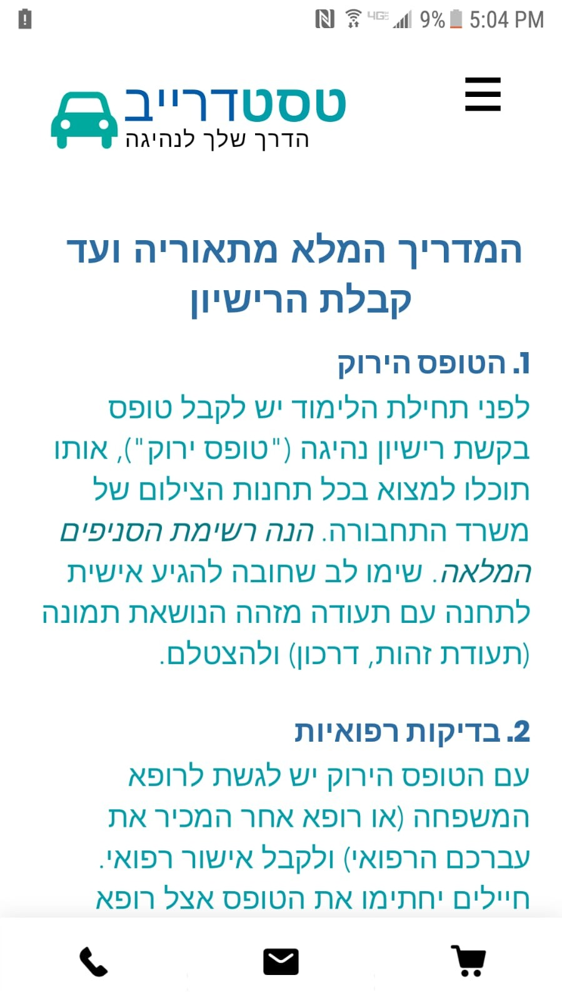 4G 9% 5:04 PM
טסטדרייב
הדרך שלך לנהיגה
המדריך המלא מתאוריה ועד
קבלת הרישיון
1. הטופס הירוק
לפני תחילת הלימוד יש לקבל טופס
בקשת רישיון נהיגה ("טופס ירוק"), אותו
תוכלו למצוא בכל תחנות הצילום של
משרד התחבורה. הנה רשימת הסניפים
המלאה. שימו לב שחובה להגיע אישית
לתחנה עם תעודה מזהה הנושאת תמונה
(תעודת זהות, דרכון) ולהצטלם.
2. בדיקות רפואיות
עם הטופס הירוק יש לגשת לרופא
המשפחה (או רופא אחר המכיר את
עברכם הרפואי) ולקבל אישור רפואי.
חיילים יחתימו את הטופס אצל רופא